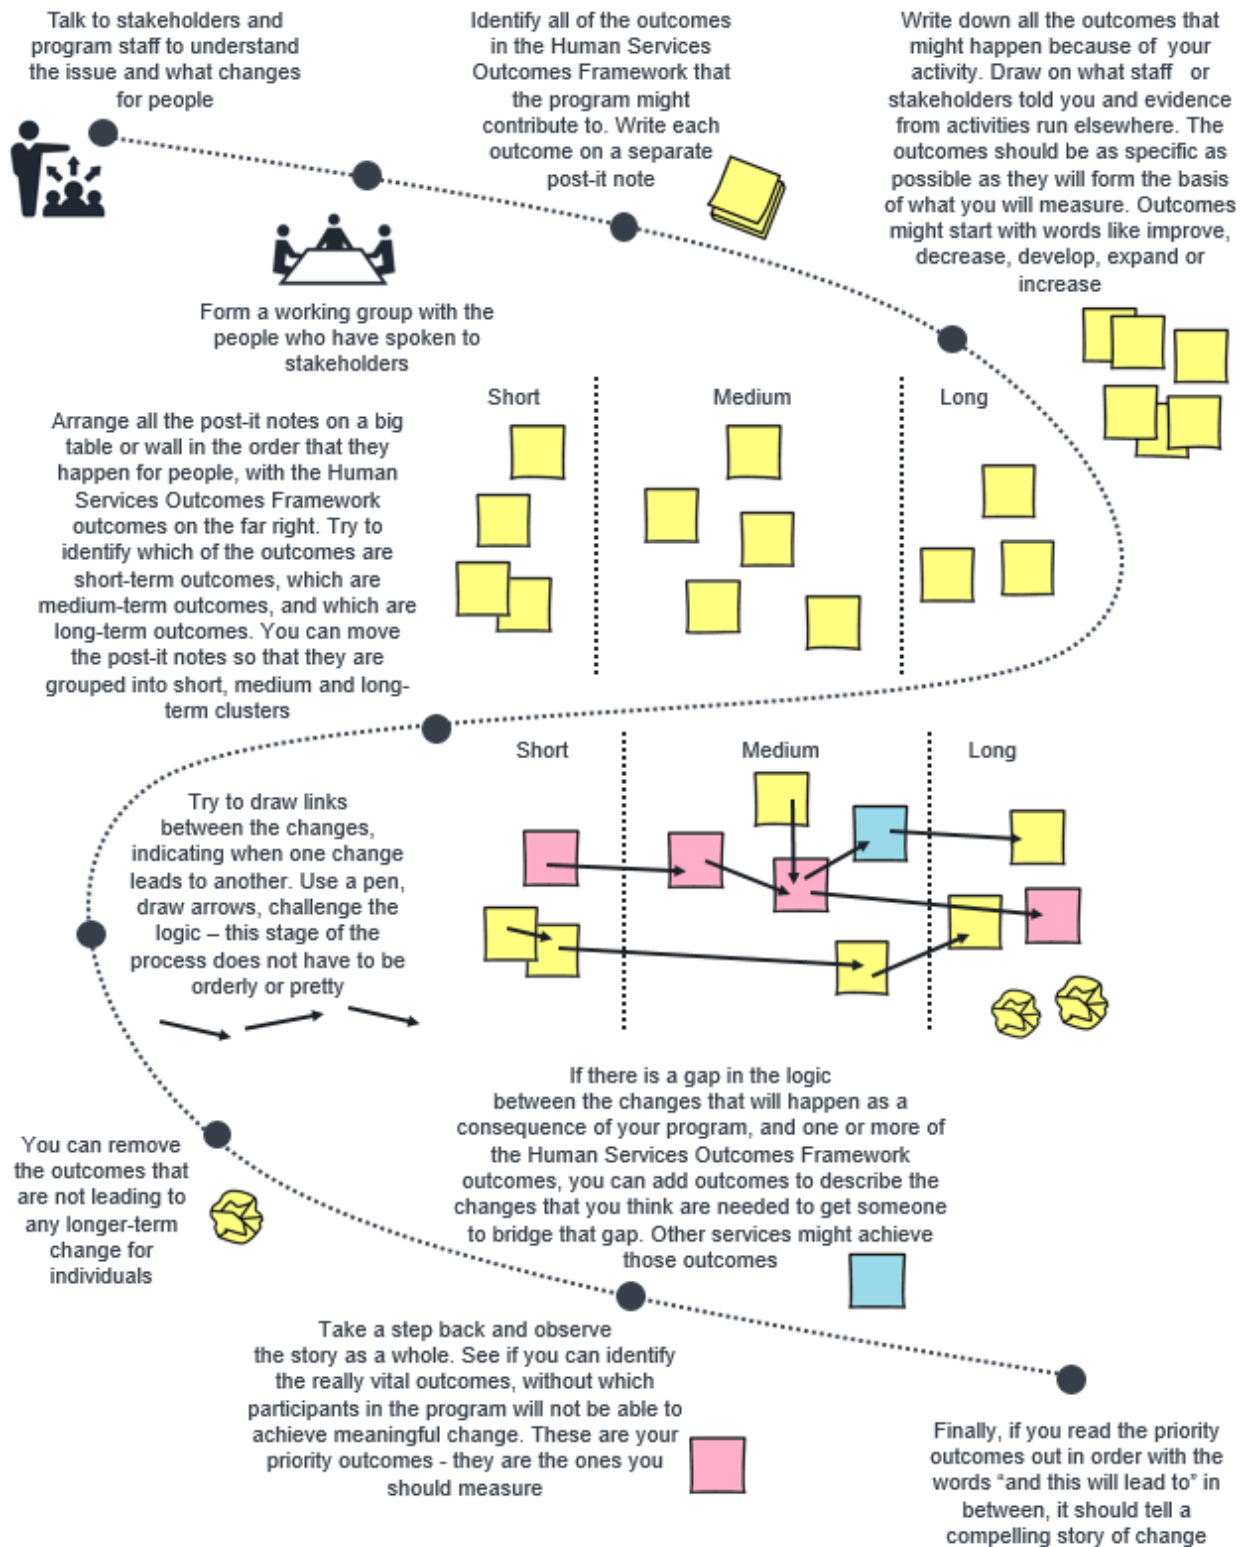 Talk to stakeholders and
program staff to understand
the issue and what changes
for people
Form a working group with the
people who have spoken to
stakeholders
Identify all of the outcomes
in the Human Services
Outcomes Framework that
the program might
contribute to. Write each
outcome on a separate
post-it note
Write down all the outcomes that
might happen because of your
activity. Draw on what staff or
stakeholders told you and evidence
from activities run elsewhere. The
outcomes should be as specific as
possible as they will form the basis
of what you will measure. Outcomes
might start with words like improve,
decrease, develop, expand or
increase
Arrange all the post-it notes on a big
table or wall in the order that they
happen for people, with the Human
Services Outcomes Framework
outcomes on the far right. Try to
identify which of the outcomes are
short-term outcomes, which are
medium-term outcomes, and which are
long-term outcomes. You can move
the post-it notes so that they are
grouped into short, medium and long-
term clusters
Short
Medium
Long
Try to draw links
between the changes,
indicating when one change
leads to another. Use a pen,
draw arrows, challenge the
logic – this stage of the
process does not have to be
orderly or pretty
Short
Medium
Long
You can remove
the outcomes that
are not leading to
any longer-term
change for
individuals
If there is a gap in the logic
between the changes that will happen as a
consequence of your program, and one or more of
the Human Services Outcomes Framework
outcomes, you can add outcomes to describe the
changes that you think are needed to get someone
to bridge that gap. Other services might achieve
those outcomes
Take a step back and observe
the story as a whole. See if you can identify
the really vital outcomes, without which
participants in the program will not be able to
achieve meaningful change. These are your
priority outcomes - they are the ones you
should measure
Finally, if you read the priority
outcomes out in order with the
words “and this will lead to” in
between, it should tell a
compelling story of change